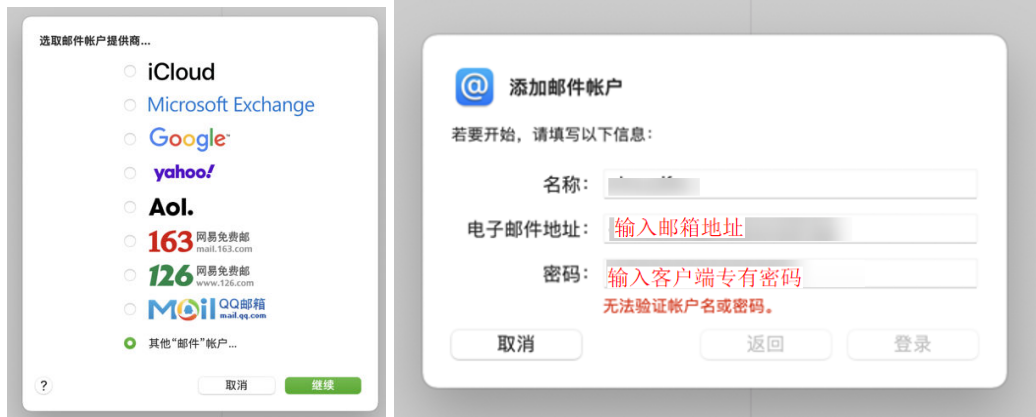 选取邮件帐户提供商...
iCloud
Microsoft Exchange
Google™
yahoo!
Aol.
163 网易免费邮
mail.163.com
126 网易免费邮
www.126.com
Mail QQ邮箱
mail.qq.com
其他“邮件”帐户...
?
取消
继续
@ 添加邮件帐户
若要开始，请填写以下信息：
名称：
电子邮件地址： 输入邮箱地址
密码： 输入客户端专有密码
无法验证帐户名或密码。
取消
返回
登录